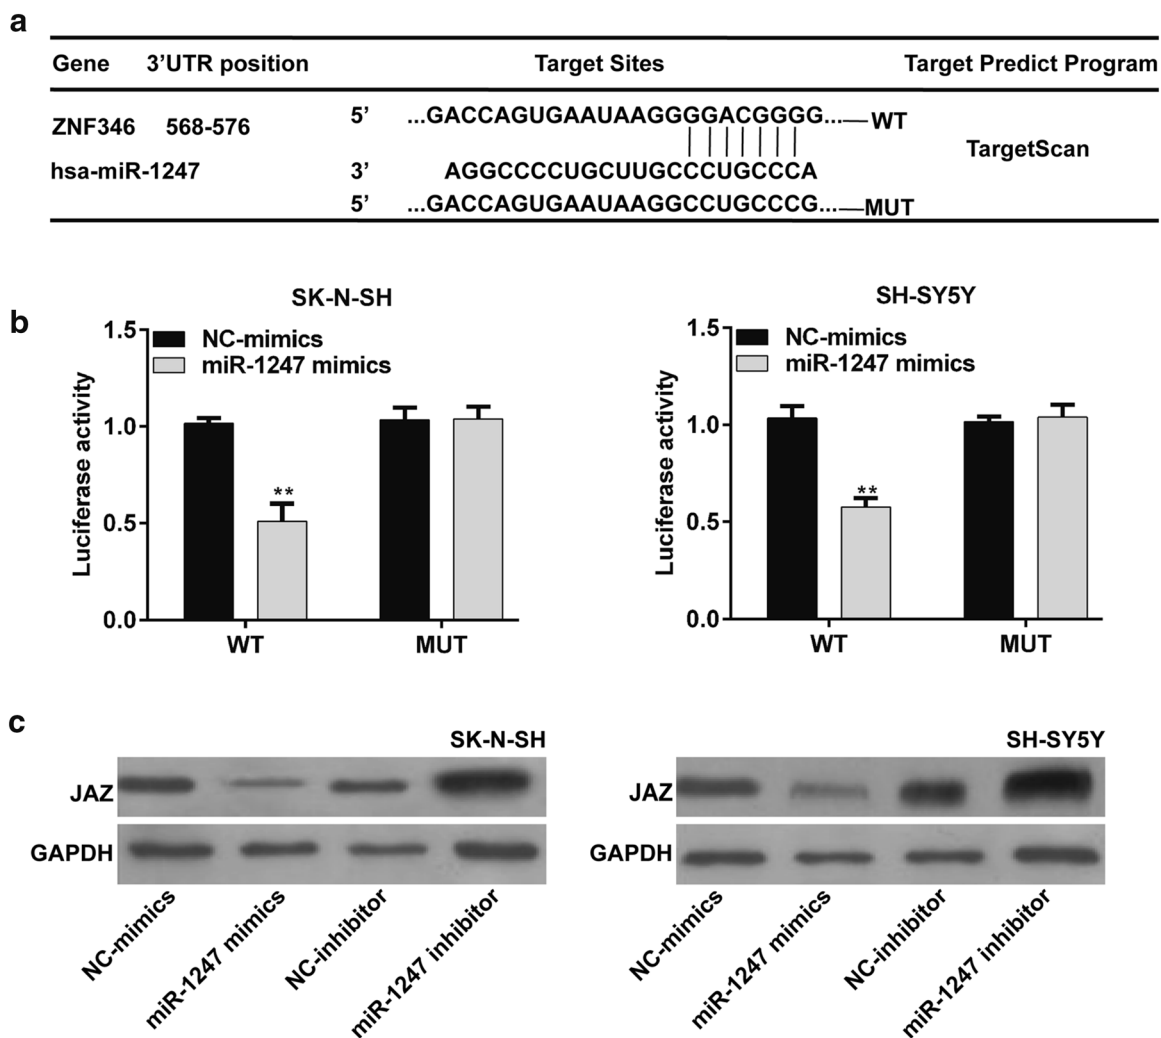 a
Gene 3’UTR position Target Sites Target Predict Program
ZNF346 568-576 5’ ...GACCAGUGAAUAAGGGGGACGGGG...—WT
TargetScan
hsa-miR-1247 3’ AGGCCCCUGCUUGCCCUGCCCA
5’ ...GACCAGUGAAUAAGGCCUGCCCG...—MUT
b
SK-N-SH
1.5
NC-mimics
miR-1247 mimics
Luciferase activity
1.0
**
0.5
0.0
WT MUT
SH-SY5Y
1.5
NC-mimics
miR-1247 mimics
Luciferase activity
1.0
**
0.5
0.0
WT MUT
c
SK-N-SH
JAZ
GAPDH
NC-mimics
miR-1247 mimics
NC-inhibitor
miR-1247 inhibitor
SH-SY5Y
JAZ
GAPDH
NC-mimics
miR-1247 mimics
NC-inhibitor
miR-1247 inhibitor